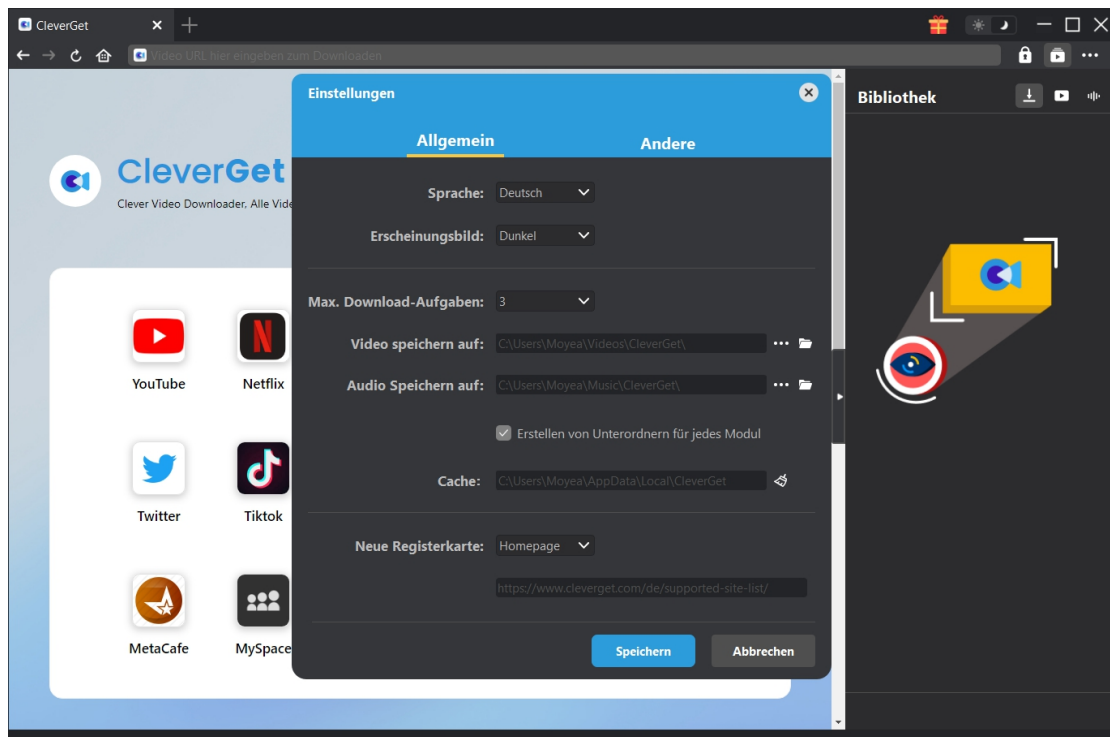 CleverGet
Video URL hier eingeben zum Downloaden
Einstellungen
Allgemein
Andere
Bibliothek
CleverGet
Clever Video Downloader, Alle Vide
YouTube
Netflix
Twitter
Tiktok
MetaCafe
MySpace
Sprache: Deutsch
Erscheinungsbild: Dunkel
Max. Download-Aufgaben: 3
Video speichern auf: C:\Users\Moyea\Videos\CleverGet\
Audio Speichern auf: C:\Users\Moyea\Music\CleverGet\
Erstellen von Unterordnern für jedes Modul
Cache: C:\Users\Moyea\AppData\Local\CleverGet
Neue Registerkarte: Homepage
https://www.cleverget.com/de/supported-site-list/
Speichern
Abbrechen